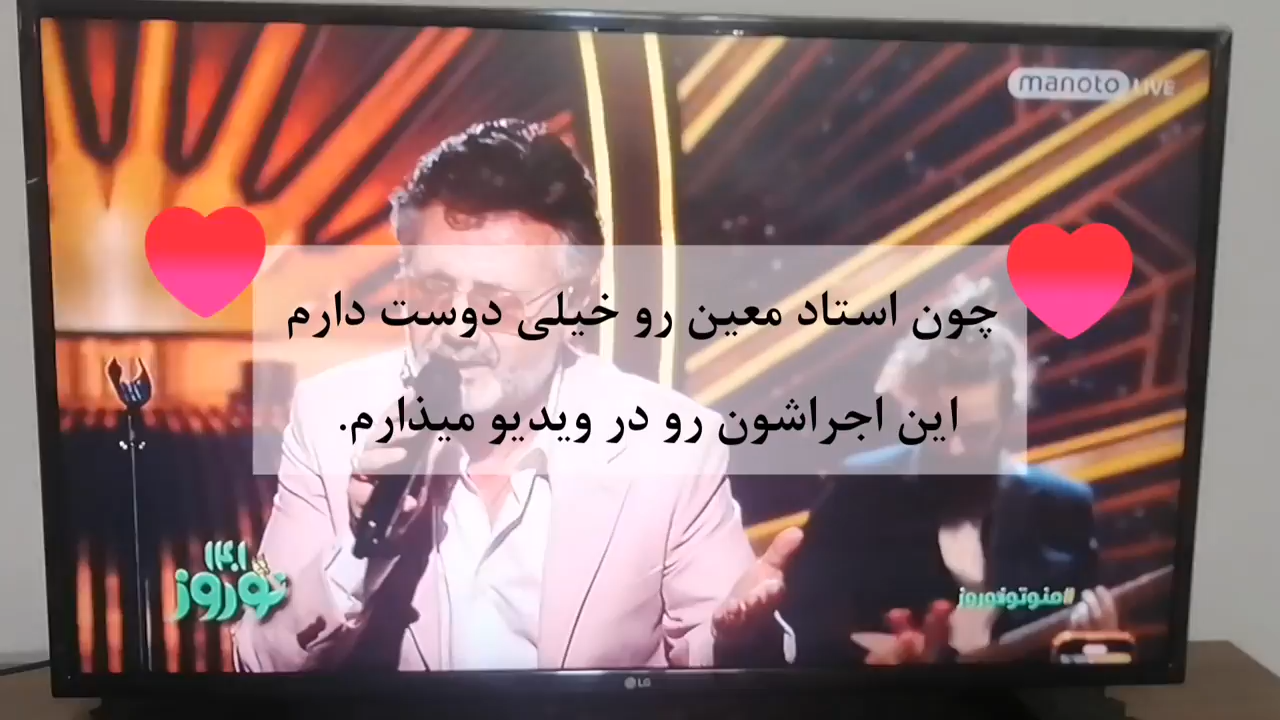 manoto LIVE
چون استاد معین رو خیلی دوست دارم
این اجراشون رو در ویدیو میذارم.
۱۴۰۱
نوروز
#منوتونوروز
LG